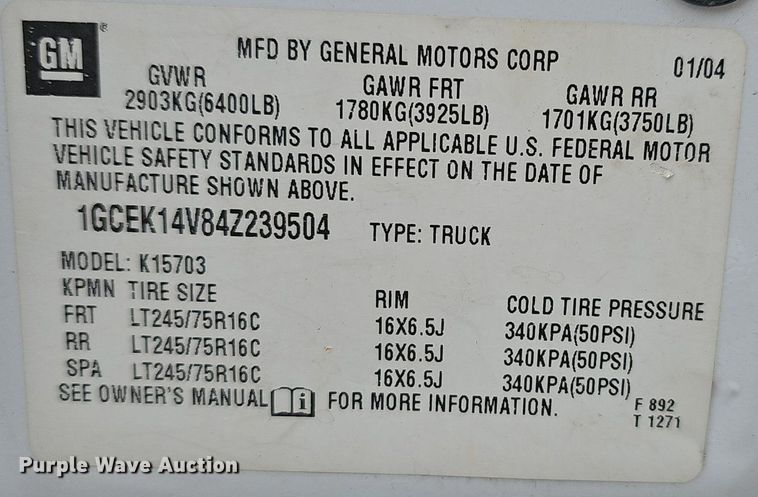 GM®
MFD BY GENERAL MOTORS CORP 01/04
GVWR GAWR FRT GAWR RR
2903KG(6400LB) 1780KG(3925LB) 1701KG(3750LB)
THIS VEHICLE CONFORMS TO ALL APPLICABLE U.S. FEDERAL MOTOR
VEHICLE SAFETY STANDARDS IN EFFECT ON THE DATE OF
MANUFACTURE SHOWN ABOVE.
1GCEK14V84Z239504 TYPE: TRUCK
MODEL: K15703
KPMN TIRE SIZE RIM COLD TIRE PRESSURE
FRT LT245/75R16C 16X6.5J 340KPA(50PSI)
RR LT245/75R16C 16X6.5J 340KPA(50PSI)
SPA LT245/75R16C 16X6.5J 340KPA(50PSI)
SEE OWNER'S MANUAL i FOR MORE INFORMATION.
F 892
T 1271
Purple Wave Auction